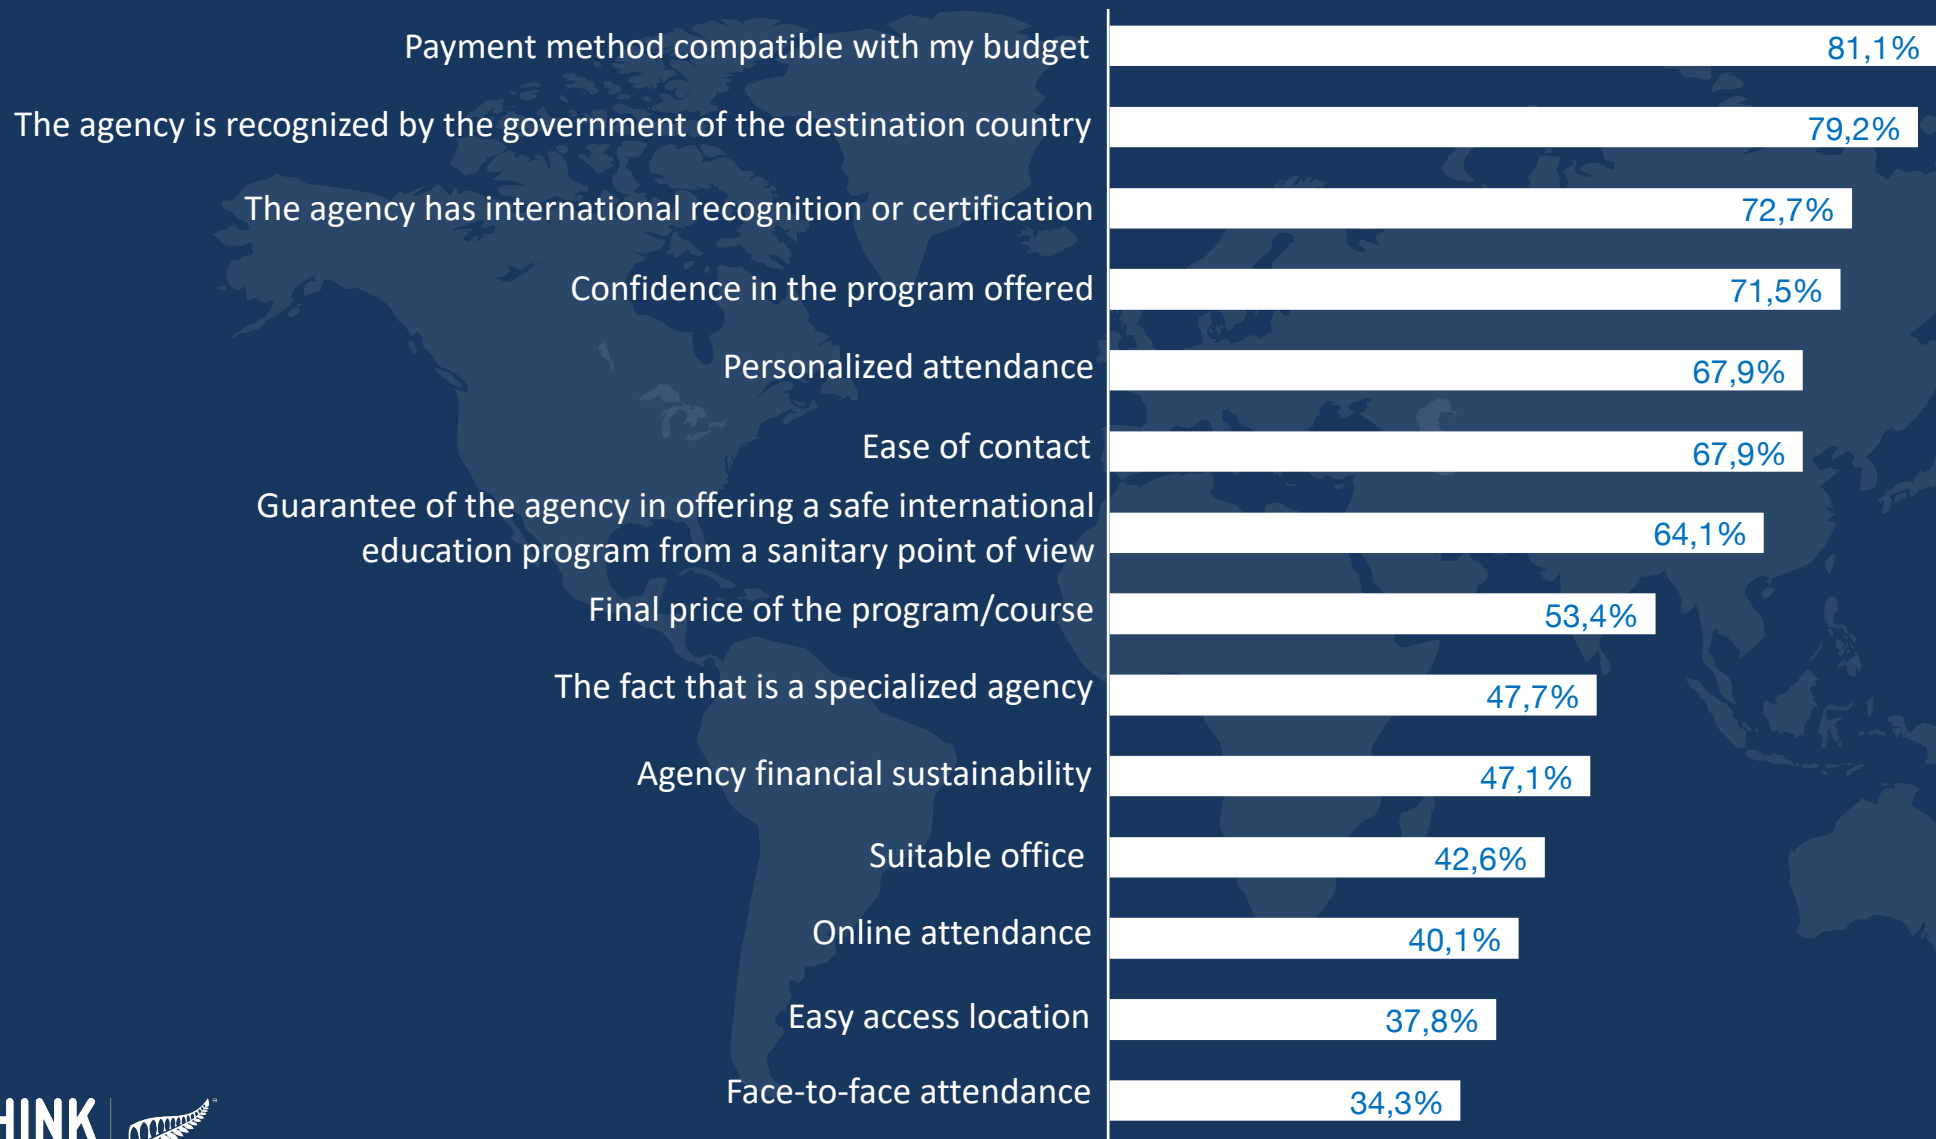 Payment method compatible with my budget 81,1%
The agency is recognized by the government of the destination country 79,2%
The agency has international recognition or certification 72,7%
Confidence in the program offered 71,5%
Personalized attendance 67,9%
Ease of contact 67,9%
Guarantee of the agency in offering a safe international
education program from a sanitary point of view 64,1%
Final price of the program/course 53,4%
The fact that is a specialized agency 47,7%
Agency financial sustainability 47,1%
Suitable office 42,6%
Online attendance 40,1%
Easy access location 37,8%
Face-to-face attendance 34,3%
HINK